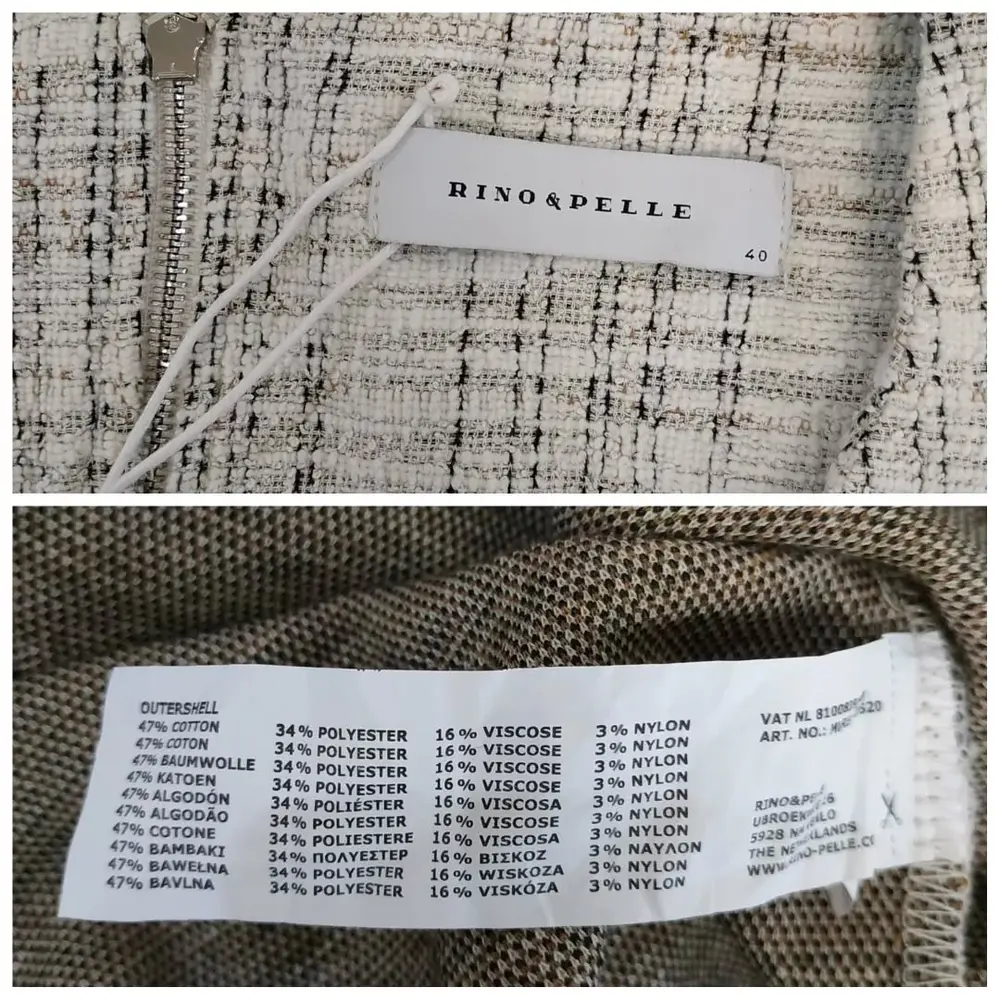 RINO & PELLE
40
OUTERSHELL
47% COTTON 34% POLYESTER 16% VISCOSE 3% NYLON
47% COTON 34% POLYESTER 16% VISCOSE 3% NYLON
47% BAUMWOLLE 34% POLYESTER 16% VISCOSE 3% NYLON
47% KATOEN 34% POLYESTER 16% VISCOSE 3% NYLON
47% ALGODÓN 34% POLIÉSTER 16% VISCOSA 3% NYLON
47% ALGODÃO 34% POLYESTER 16% VISCOSE 3% NYLON
47% COTONE 34% POLIESTERE 16% VISCOSA 3% NYLON
47% BAMBAKI 34% ΠΟΛΥΕΣΤΕΡ 16% ΒΙΣΚΟΖ 3% ΝΑΥΛΟΝ
47% BAWEŁNA 34% POLYESTER 16% WISKOZA 3% NYLON
47% BAVLNA 34% POLYESTER 16% VISKÓZA 3% NYLON
VAT NL
ART. NO.:
RINO&PELLE
5928
THE NETHERLANDS